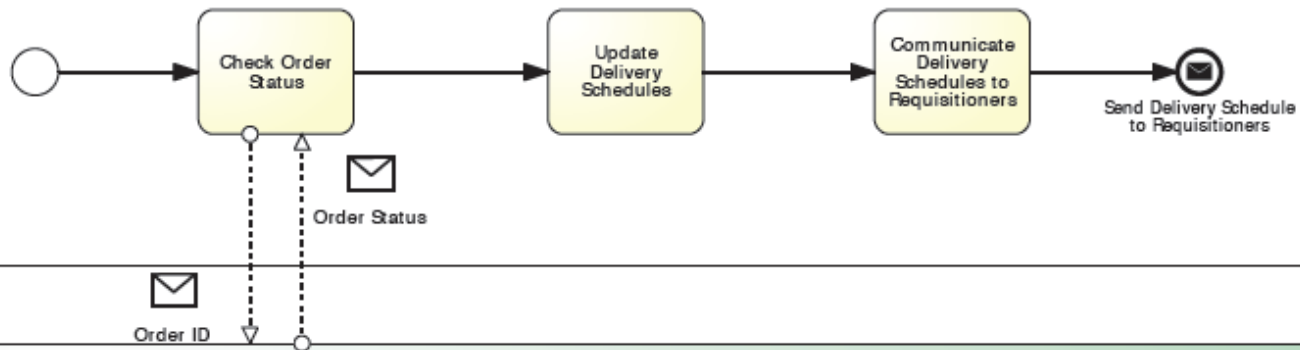 Check Order
Status
Update
Delivery
Schedules
Communicate
Delivery
Schedules to
Requisitioners
Send Delivery Schedule
to Requisitioners
Order Status
Order ID